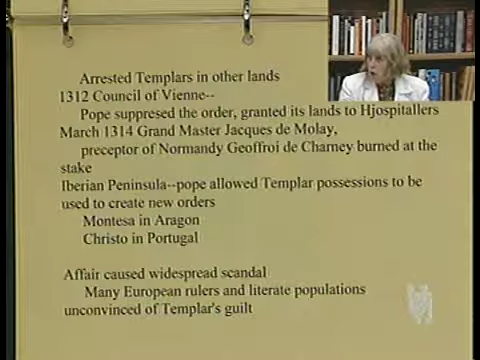 Arrested Templars in other lands
1312 Council of Vienne--
Pope suppresed the order, granted its lands to Hjospitallers
March 1314 Grand Master Jacques de Molay,
preceptor of Normandy Geoffroi de Charney burned at the
stake
Iberian Peninsula--pope allowed Templar possessions to be
used to create new orders
Montesa in Aragon
Christo in Portugal
Affair caused widespread scandal
Many European rulers and literate populations
unconvinced of Templar's guilt